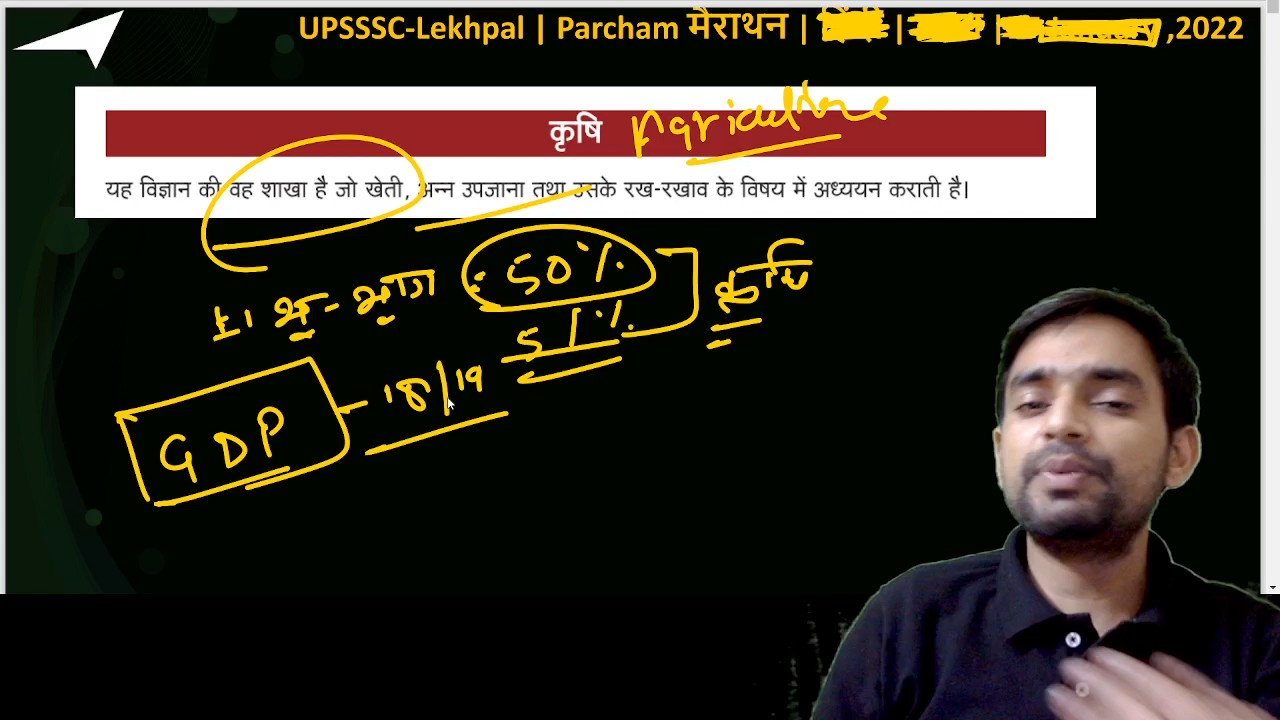 UPSSSC-Lekhpal | Parcham मैराथन | | | ,2022
कृषि Agriculture
यह विज्ञान की वह शाखा है जो खेती, अन्न उपजाना तथा उसके रख-रखाव के विषय में अध्ययन कराती है।
भाग : 50% कृषि
51%
GDP - 18/19